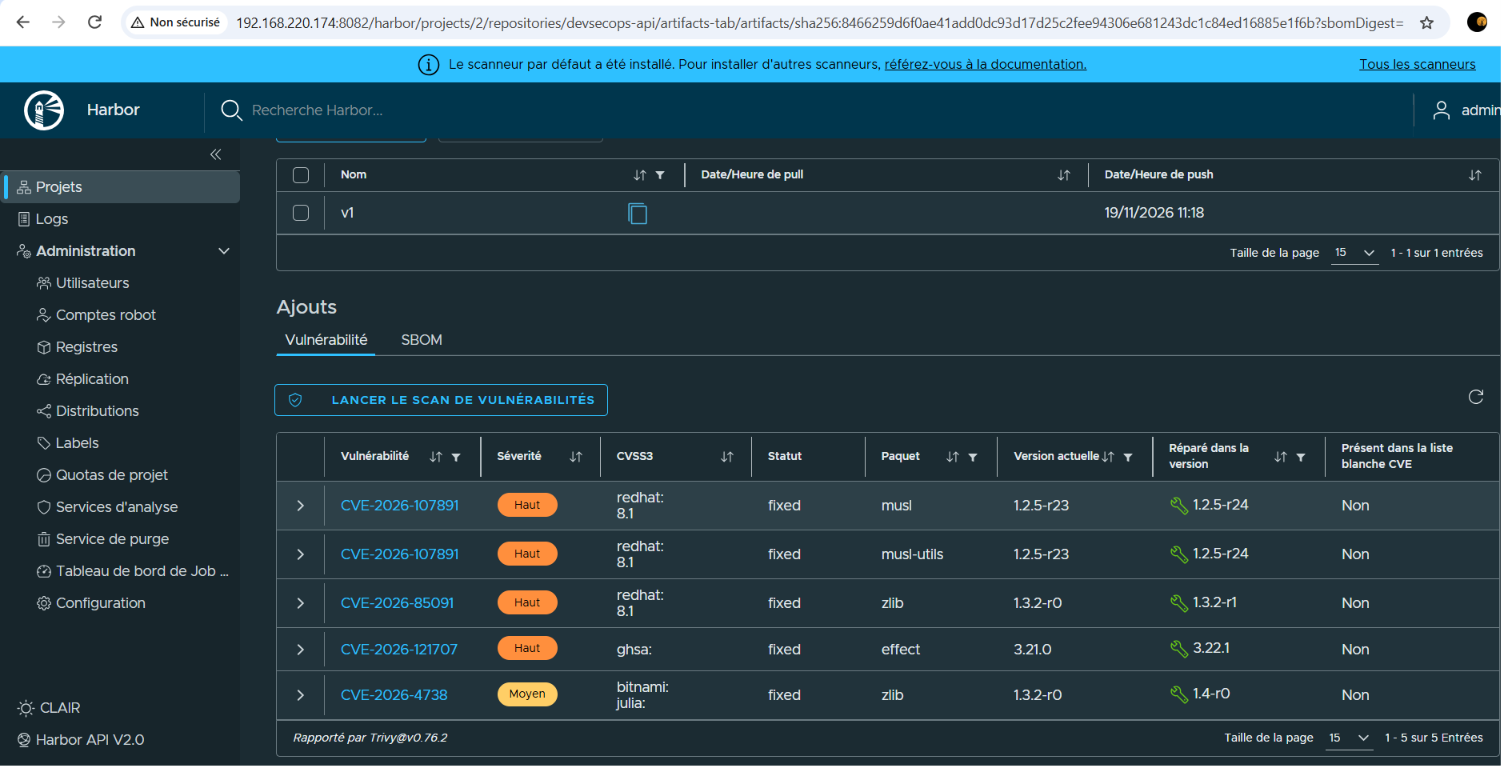 Non sécurisé 192.168.220.174:8082/harbor/projects/2/repositories/devsecops-api/artifacts-tab/artifacts/sha256:8466259d6f0ae41add0dc93d17d25c2fee94306e681243dc1c84ed16885e1f6b?sbomDigest=
Le scanneur par défaut a été installé. Pour installer d'autres scanneurs, référez-vous à la documentation. Tous les scanneurs
Harbor Recherche Harbor... admin
Projets
Logs
Administration
Utilisateurs
Comptes robot
Registres
Réplication
Distributions
Labels
Quotas de projet
Services d'analyse
Service de purge
Tableau de bord de Job ...
Configuration
CLAIR
Harbor API V2.0
Nom Date/Heure de pull Date/Heure de push
v1 19/11/2026 11:18
Taille de la page 15 1 - 1 sur 1 entrées
Ajouts
Vulnérabilité SBOM
LANCER LE SCAN DE VULNÉRABILITÉS
Vulnérabilité Sévérité CVSS3 Statut Paquet Version actuelle Réparé dans la version Présent dans la liste blanche CVE
CVE-2026-107891 Haut redhat: 8.1 fixed musl 1.2.5-r23 1.2.5-r24 Non
CVE-2026-107891 Haut redhat: 8.1 fixed musl-utils 1.2.5-r23 1.2.5-r24 Non
CVE-2026-85091 Haut redhat: 8.1 fixed zlib 1.3.2-r0 1.3.2-r1 Non
CVE-2026-121707 Haut ghsa: fixed effect 3.21.0 3.22.1 Non
CVE-2026-4738 Moyen bitnami: julia: fixed zlib 1.3.2-r0 1.4-r0 Non
Rapporté par Trivy@v0.76.2 Taille de la page 15 1 - 5 sur 5 Entrées